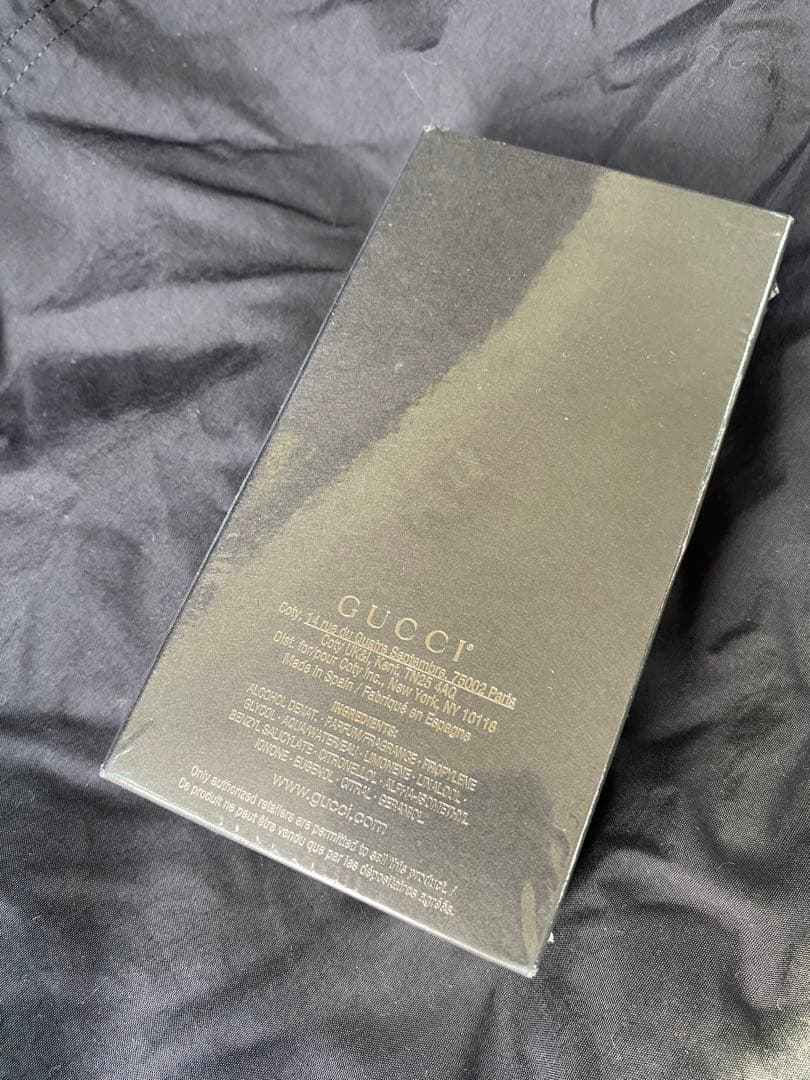 GUCCI®
Coty, 14 rue du Quatre Septembre, 75002 Paris
Coty UK&I, Kent, TN25 4AQ
Dist. for/pour Coty Inc., New York, NY 10118
Made in Spain / Fabriqué en Espagne
INGREDIENTS:
ALCOHOL DENAT. · PARFUM/FRAGRANCE · PROPYLENE
GLYCOL · AQUA/WATER/EAU · LIMONENE · LINALOOL ·
BENZYL SALICYLATE · CITRONELLOL · ALPHA-ISOMETHYL
IONONE · EUGENOL · CITRAL · GERANIOL
www.gucci.com
Only authorized retailers are permitted to sell this product. /
Ce produit ne peut être vendu que par les dépositaires agréés.